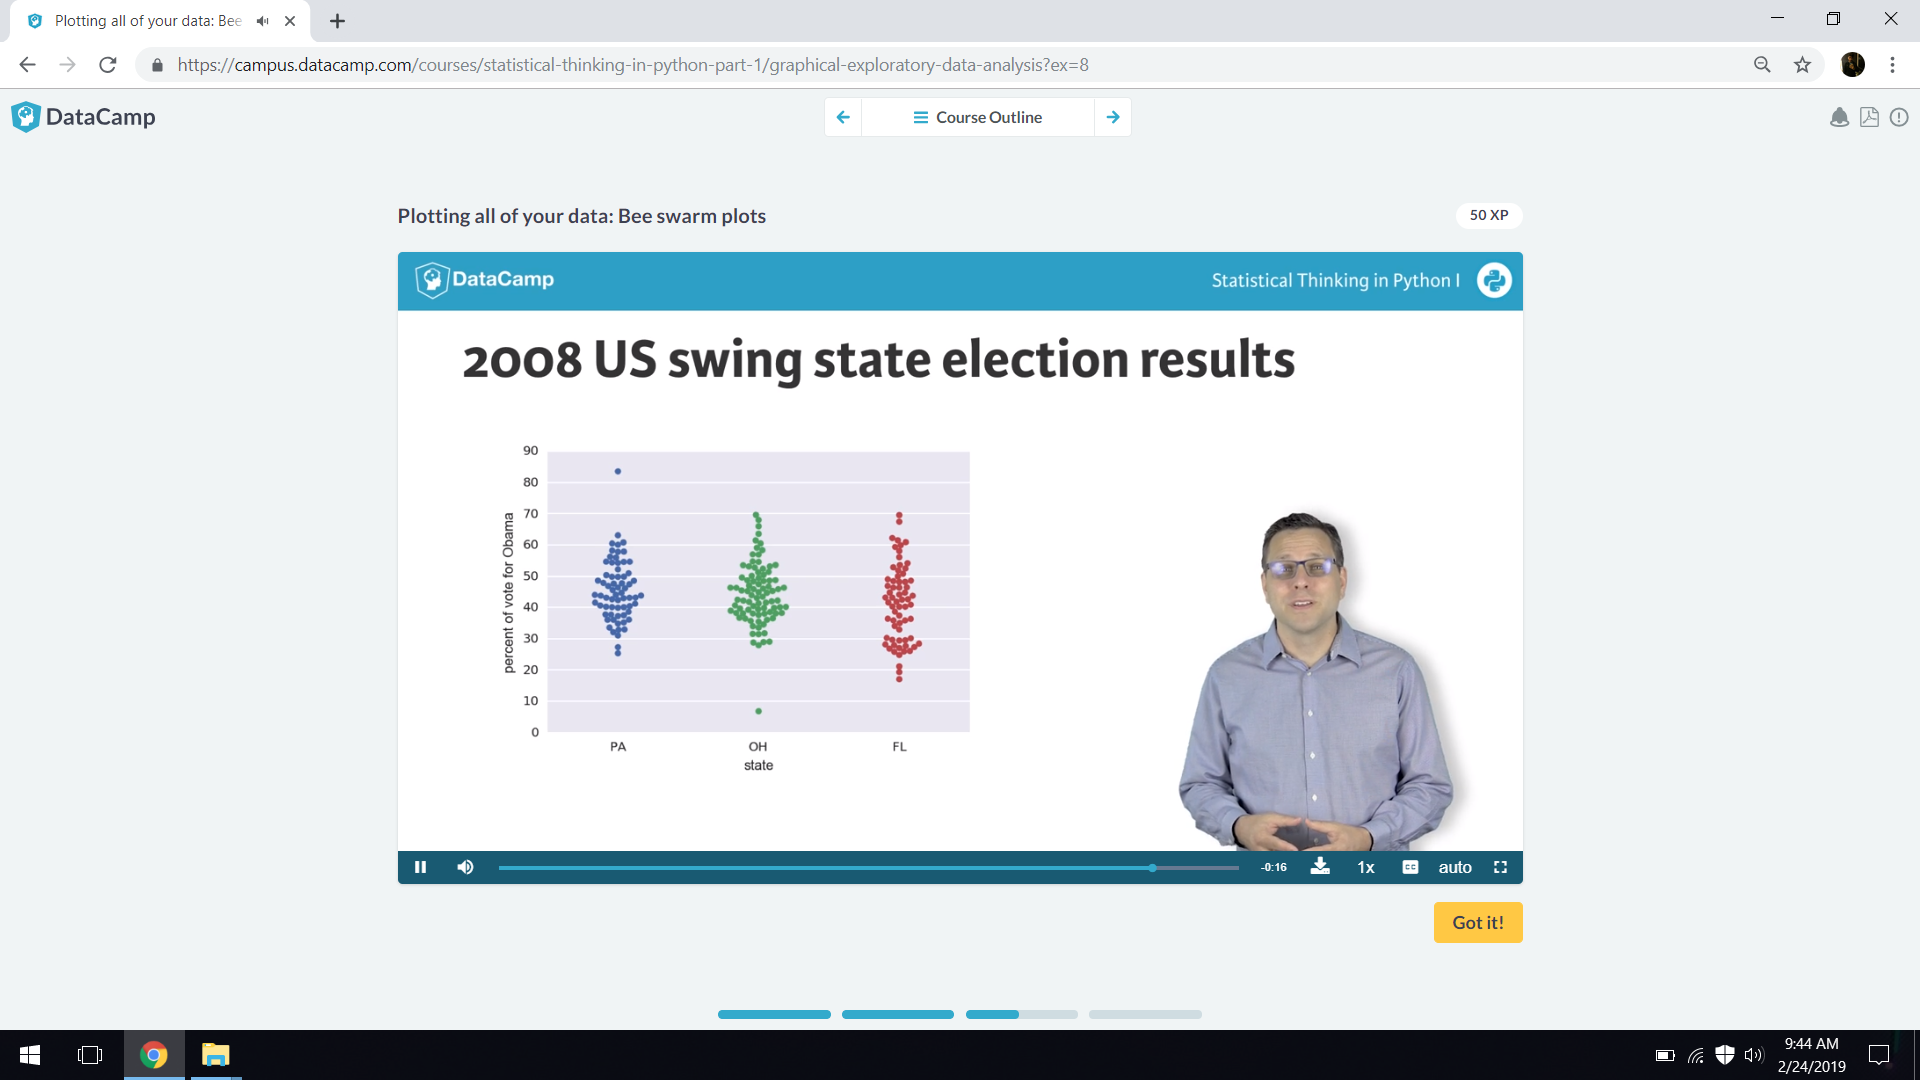 Plotting all of your data: Bee
https://campus.datacamp.com/courses/statistical-thinking-in-python-part-1/graphical-exploratory-data-analysis?ex=8
DataCamp
Course Outline
Plotting all of your data: Bee swarm plots
50 XP
DataCamp
Statistical Thinking in Python I
2008 US swing state election results
percent of vote for Obama
90
80
70
60
50
40
30
20
10
0
PA OH FL
state
-0:16
1x
CC
auto
Got it!
9:44 AM
2/24/2019